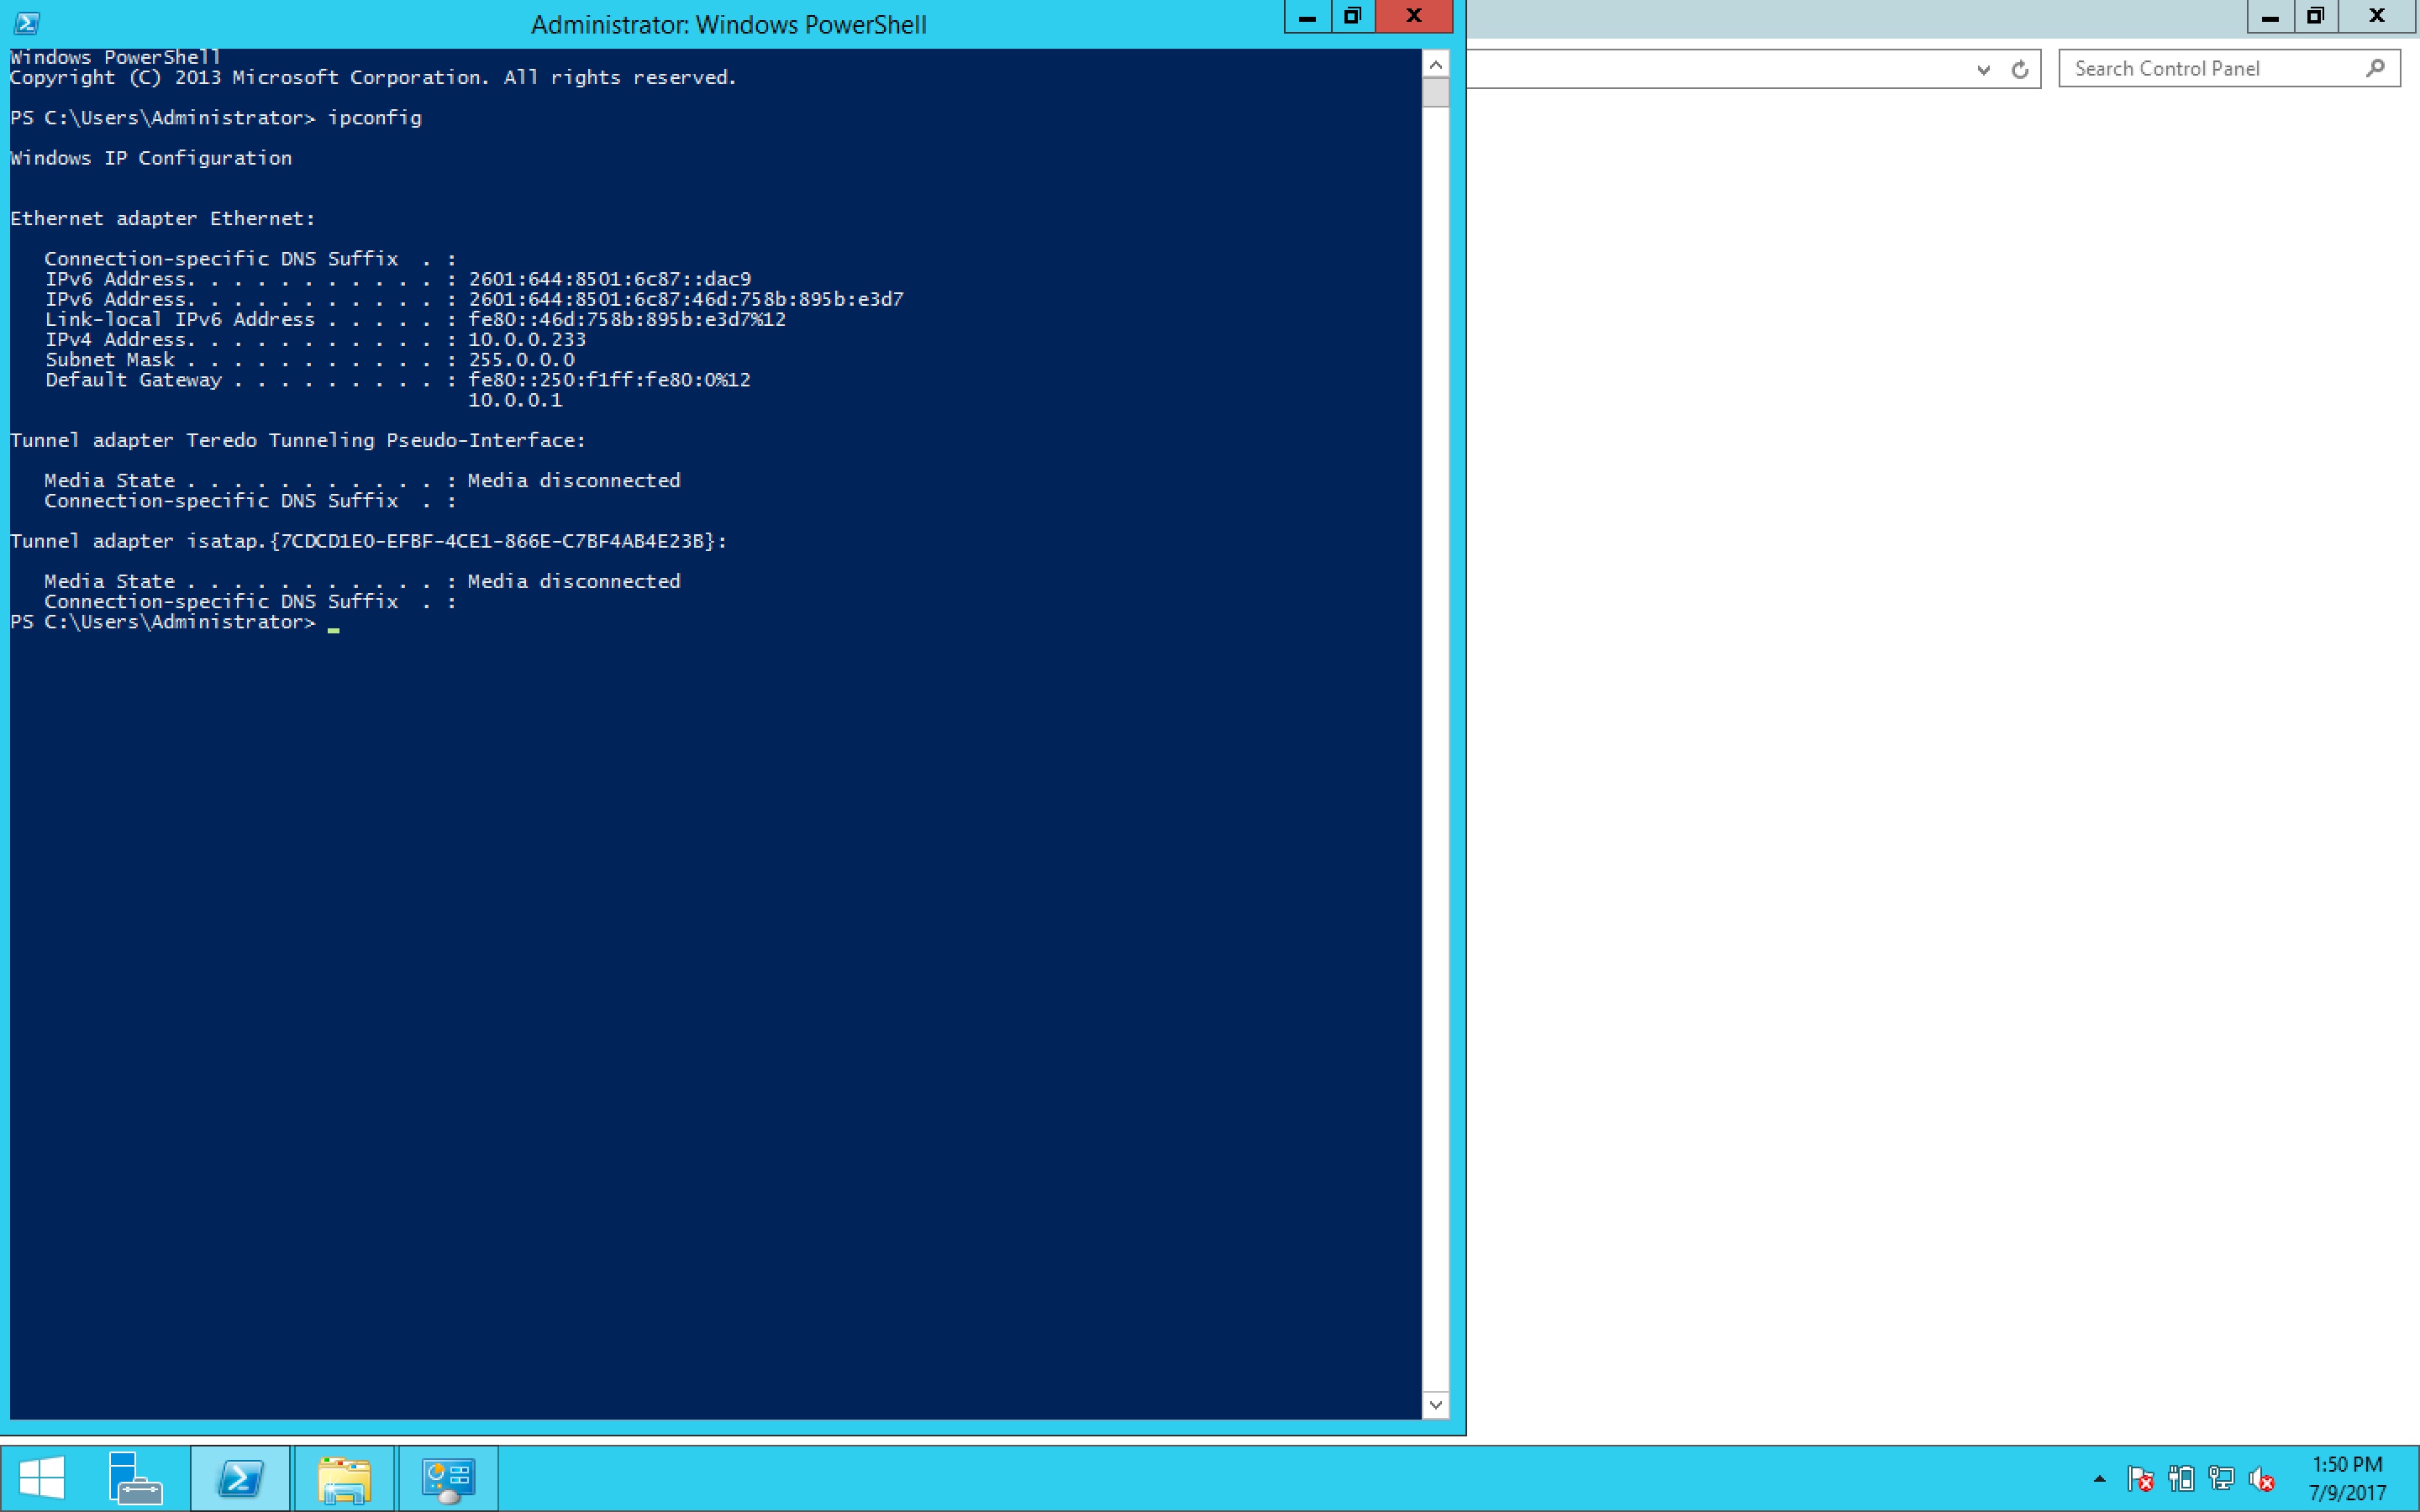 Administrator: Windows PowerShell
Search Control Panel
Windows PowerShell
Copyright (C) 2013 Microsoft Corporation. All rights reserved.
PS C:\Users\Administrator> ipconfig
Windows IP Configuration
Ethernet adapter Ethernet:
Connection-specific DNS Suffix  . :
IPv6 Address. . . . . . . . . . . : 2601:644:8501:6c87::dac9
IPv6 Address. . . . . . . . . . . : 2601:644:8501:6c87:46d:758b:895b:e3d7
Link-local IPv6 Address . . . . . : fe80::46d:758b:895b:e3d7%12
IPv4 Address. . . . . . . . . . . : 10.0.0.233
Subnet Mask . . . . . . . . . . . : 255.0.0.0
Default Gateway . . . . . . . . . : fe80::250:f1ff:fe80:0%12
10.0.0.1
Tunnel adapter Teredo Tunneling Pseudo-Interface:
Media State . . . . . . . . . . . : Media disconnected
Connection-specific DNS Suffix  . :
Tunnel adapter isatap.{7CDCD1E0-EFBF-4CE1-866E-C7BF4AB4E23B}:
Media State . . . . . . . . . . . : Media disconnected
Connection-specific DNS Suffix  . :
PS C:\Users\Administrator> _
1:50 PM
7/9/2017